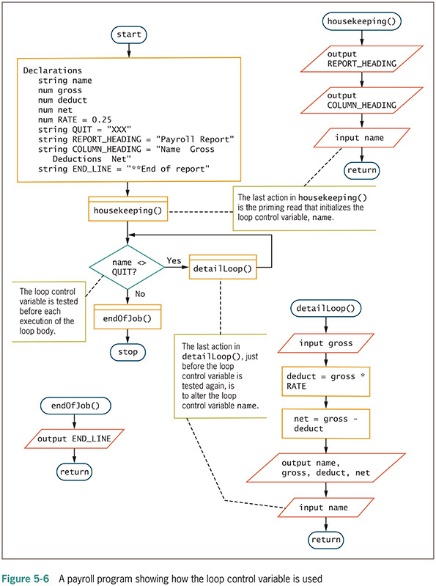 start
Declarations
string name
num gross
num deduct
num net
num RATE = 0.25
string QUIT = "XXX"
string REPORT_HEADING = "Payroll Report"
string COLUMN_HEADING = "Name Gross
Deductions Net"
string END_LINE = "**End of report"
housekeeping()
name <>
QUIT?
Yes
detailLoop()
No
endOfJob()
stop
The loop control
variable is tested
before each
execution of the
loop body.
housekeeping()
output
REPORT_HEADING
output
COLUMN_HEADING
input name
return
The last action in housekeeping()
is the priming read that initializes the
loop control variable, name.
The last action in
detailLoop(), just
before the loop
control variable is
tested again, is
to alter the loop
control variable name.
detailLoop()
input gross
deduct = gross *
RATE
net = gross -
deduct
output name,
gross, deduct, net
input name
return
endOfJob()
output END_LINE
return
Figure 5-6 A payroll program showing how the loop control variable is used